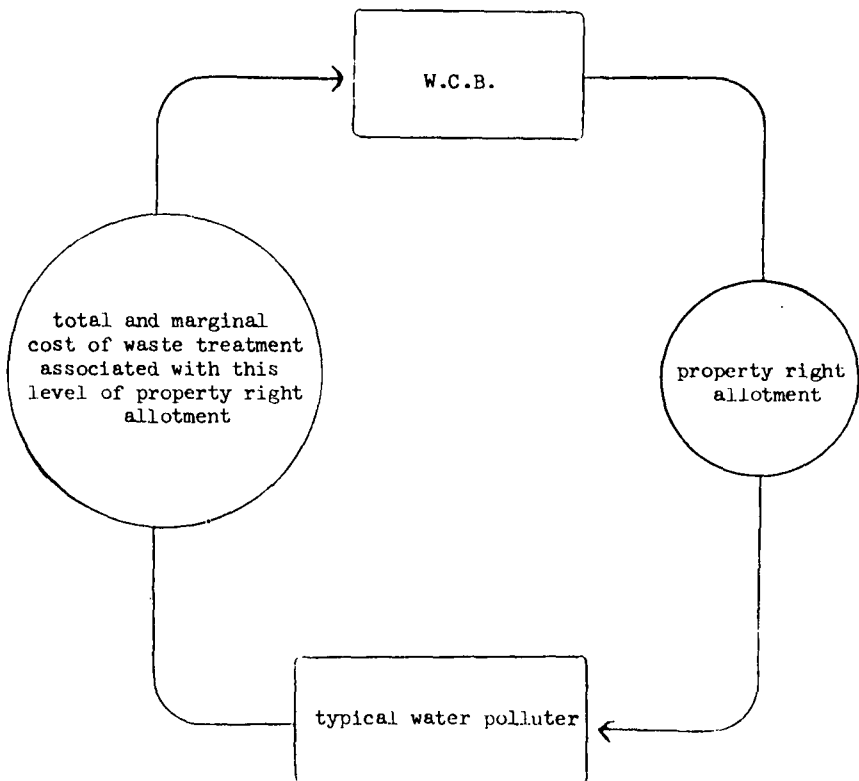 W.C.B.
total and marginal
cost of waste treatment
associated with this
level of property right
allotment
property right
allotment
typical water polluter